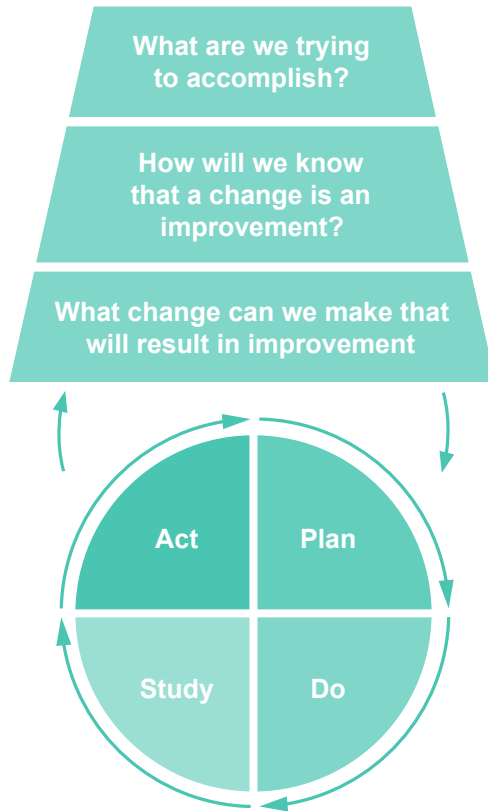 What are we trying
to accomplish?
How will we know
that a change is an
improvement?
What change can we make that
will result in improvement
Act
Plan
Study
Do